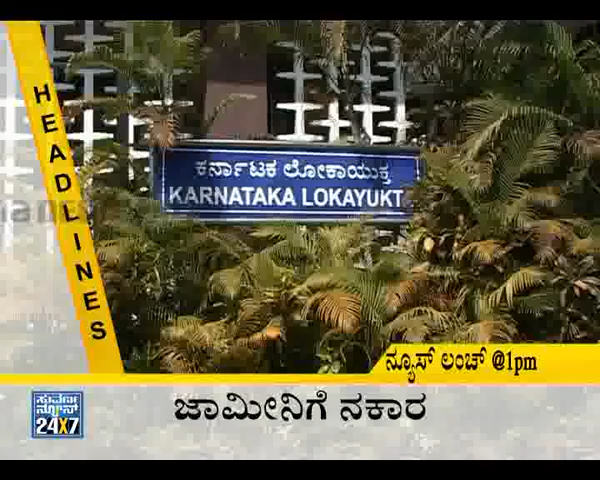 HEADLINES
ಕರ್ನಾಟಕ ಲೋಕಾಯುಕ್ತ
KARNATAKA LOKAYUKT
ನ್ಯೂಸ್ ಲಂಚ್ @1pm
ಜಾಮೀನಿಗೆ ನಕಾರ
ಸುವರ್ಣ
ನ್ಯೂಸ್
24X7